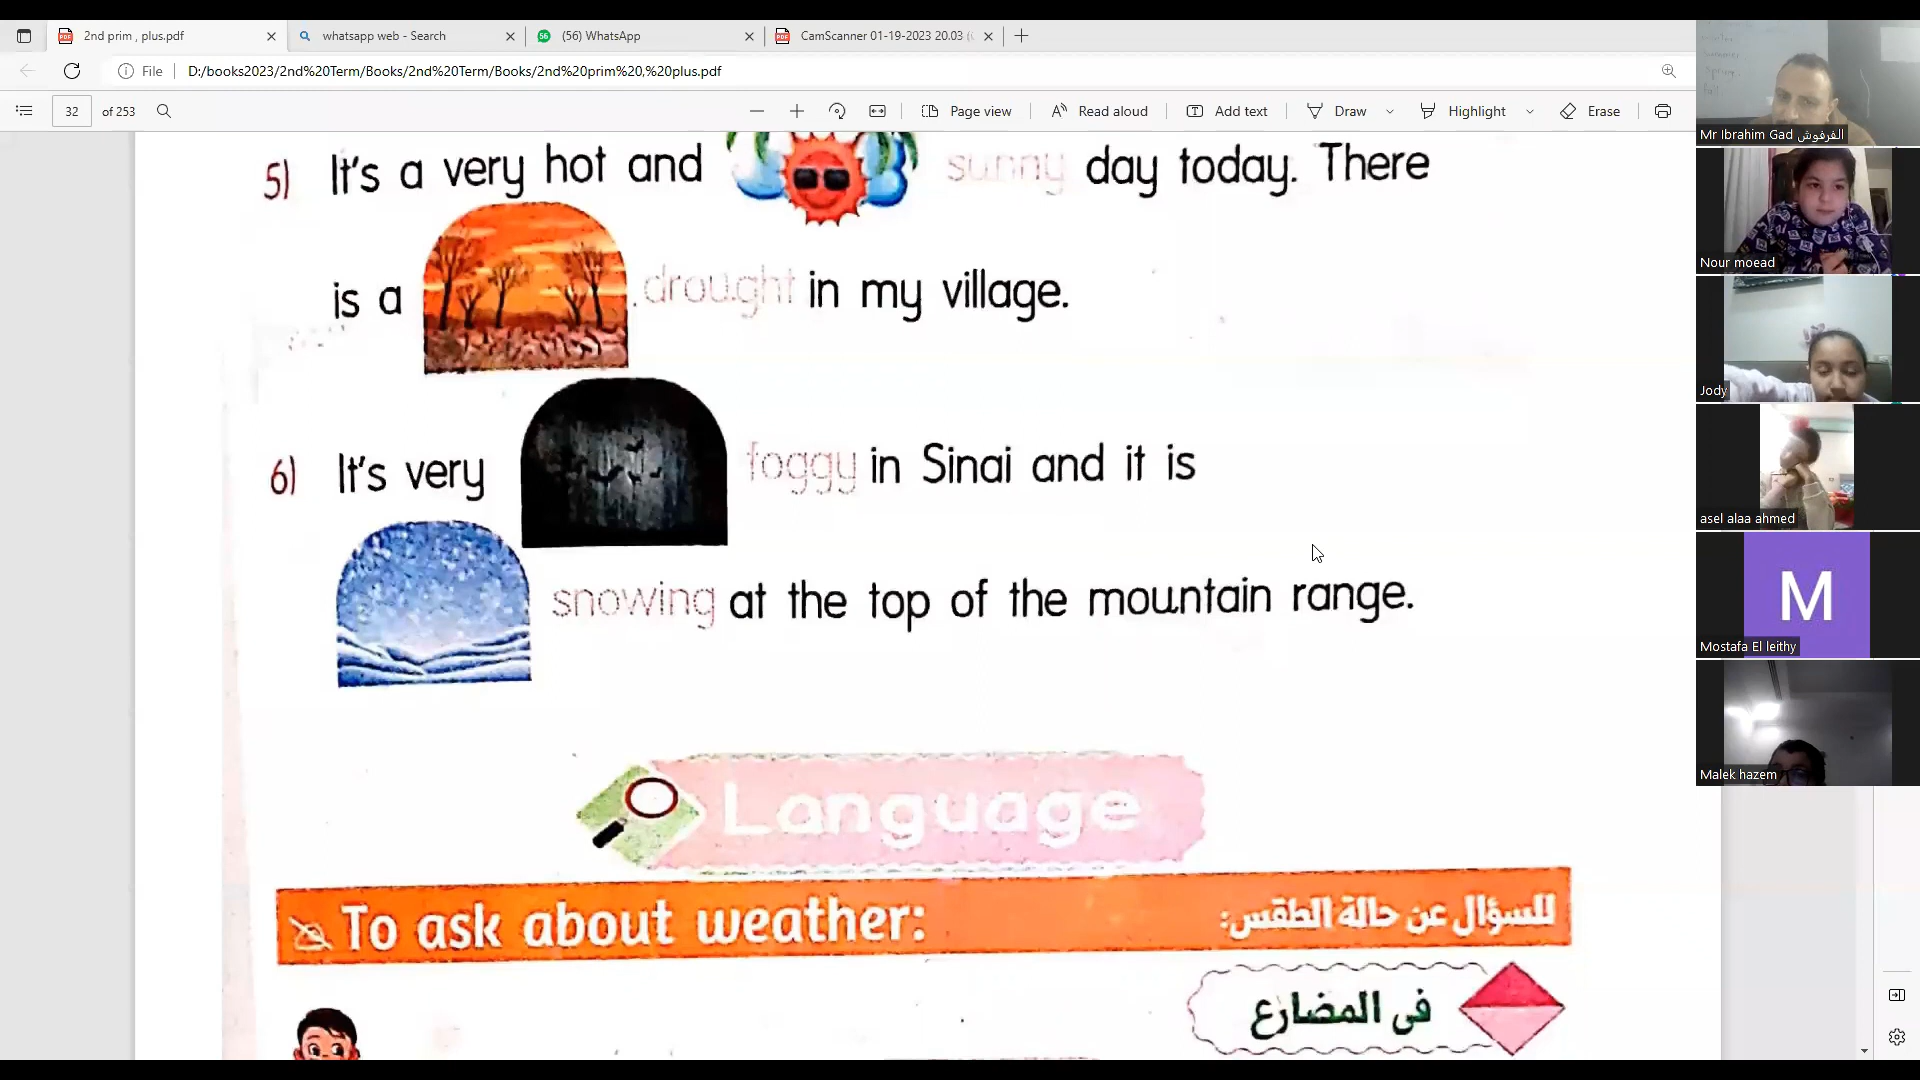 2nd prim , plus.pdf
whatsapp web - Search
(56) WhatsApp
CamScanner 01-19-2023 20.03 (
File
D:/books2023/2nd%20Term/Books/2nd%20Term/Books/2nd%20prim%20,%20plus.pdf
32 of 253
Page view
Read aloud
Add text
Draw
Highlight
Erase
5) It's a very hot and sunny day today. There
is a drought in my village.
6) It's very foggy in Sinai and it is
snowing at the top of the mountain range.
Language
To ask about weather: للسؤال عن حالة الطقس:
فى المضارع
Mr Ibrahim Gad الفرفوش
Nour moead
Jody
asel alaa ahmed
M
Mostafa El leithy
Malek hazem